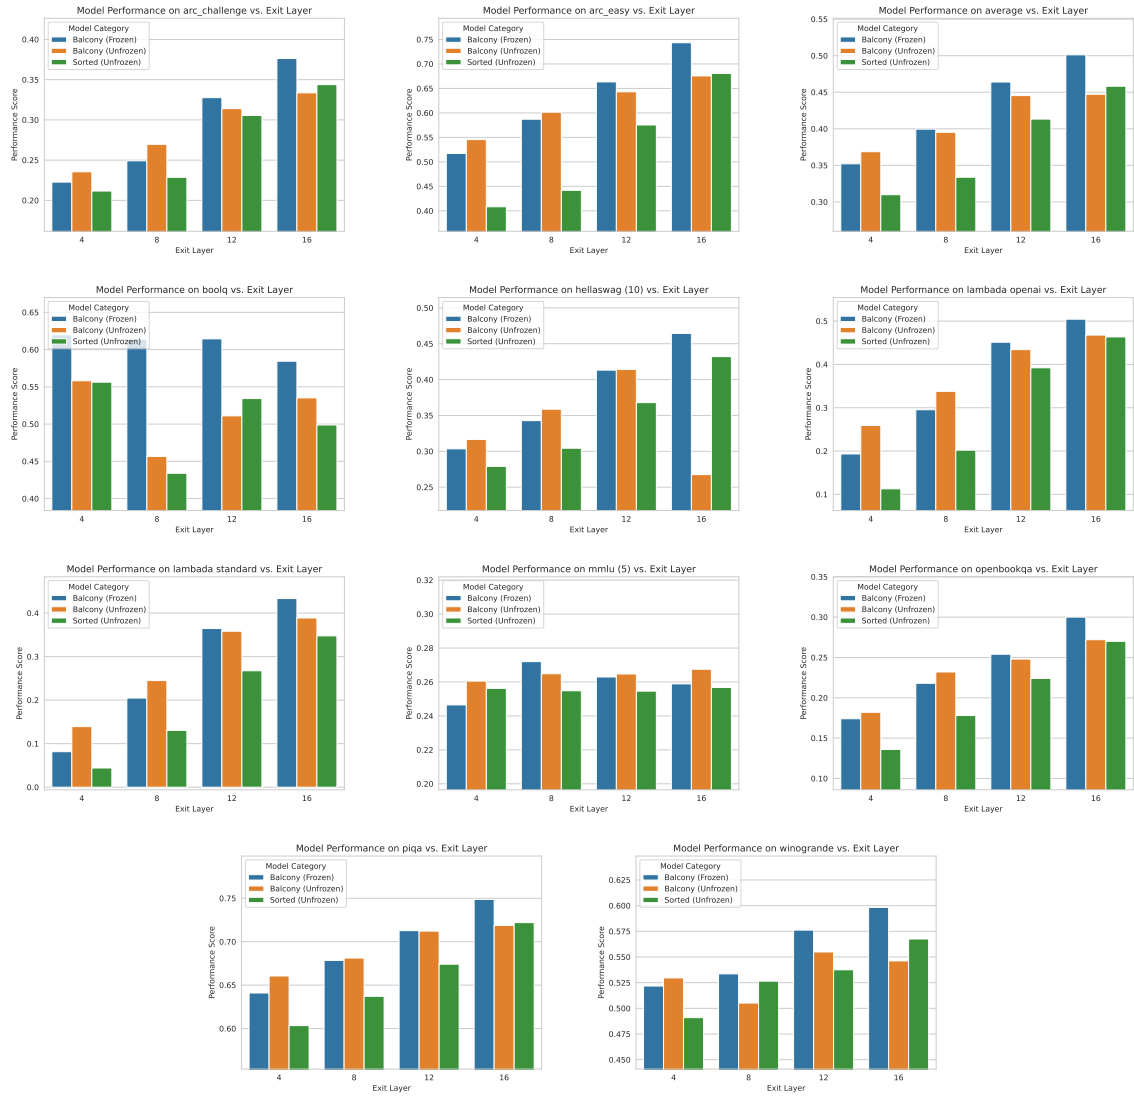 Model Performance on arc_challenge vs. Exit Layer
Performance Score
0.40
0.35
0.30
0.25
0.20
Model Category
Balcony (Frozen)
Balcony (Unfrozen)
Sorted (Unfrozen)
4 8 12 16
Exit Layer
Model Performance on arc_easy vs. Exit Layer
Performance Score
0.75
0.70
0.65
0.60
0.55
0.50
0.45
0.40
Model Category
Balcony (Frozen)
Balcony (Unfrozen)
Sorted (Unfrozen)
4 8 12 16
Exit Layer
Model Performance on average vs. Exit Layer
Performance Score
0.55
0.50
0.45
0.40
0.35
0.30
Model Category
Balcony (Frozen)
Balcony (Unfrozen)
Sorted (Unfrozen)
4 8 12 16
Exit Layer
Model Performance on boolq vs. Exit Layer
Performance Score
0.65
0.60
0.55
0.50
0.45
0.40
Model Category
Balcony (Frozen)
Balcony (Unfrozen)
Sorted (Unfrozen)
4 8 12 16
Exit Layer
Model Performance on hellaswag (10) vs. Exit Layer
Performance Score
0.50
0.45
0.40
0.35
0.30
0.25
Model Category
Balcony (Frozen)
Balcony (Unfrozen)
Sorted (Unfrozen)
4 8 12 16
Exit Layer
Model Performance on lambada openai vs. Exit Layer
Performance Score
0.5
0.4
0.3
0.2
0.1
Model Category
Balcony (Frozen)
Balcony (Unfrozen)
Sorted (Unfrozen)
4 8 12 16
Exit Layer
Model Performance on lambada standard vs. Exit Layer
Performance Score
0.4
0.3
0.2
0.1
0.0
Model Category
Balcony (Frozen)
Balcony (Unfrozen)
Sorted (Unfrozen)
4 8 12 16
Exit Layer
Model Performance on mmlu (5) vs. Exit Layer
Performance Score
0.32
0.30
0.28
0.26
0.24
0.22
0.20
Model Category
Balcony (Frozen)
Balcony (Unfrozen)
Sorted (Unfrozen)
4 8 12 16
Exit Layer
Model Performance on openbookqa vs. Exit Layer
Performance Score
0.35
0.30
0.25
0.20
0.15
0.10
Model Category
Balcony (Frozen)
Balcony (Unfrozen)
Sorted (Unfrozen)
4 8 12 16
Exit Layer
Model Performance on piqa vs. Exit Layer
Performance Score
0.75
0.70
0.65
0.60
Model Category
Balcony (Frozen)
Balcony (Unfrozen)
Sorted (Unfrozen)
4 8 12 16
Exit Layer
Model Performance on winogrande vs. Exit Layer
Performance Score
0.625
0.600
0.575
0.550
0.525
0.500
0.475
0.450
Model Category
Balcony (Frozen)
Balcony (Unfrozen)
Sorted (Unfrozen)
4 8 12 16
Exit Layer